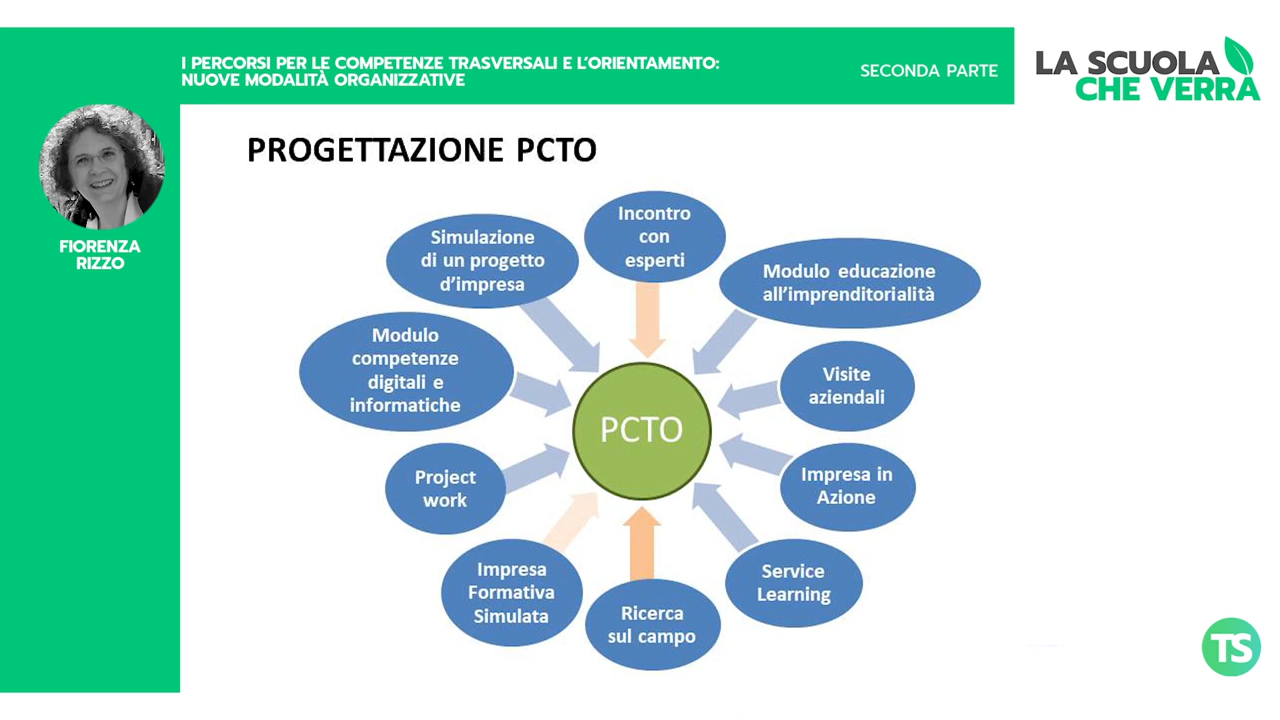 I PERCORSI PER LE COMPETENZE TRASVERSALI E L'ORIENTAMENTO:
NUOVE MODALITÀ ORGANIZZATIVE
SECONDA PARTE
LA SCUOLA
CHE VERRÀ
FIORENZA
RIZZO
PROGETTAZIONE PCTO
Incontro
con
esperti
Simulazione
di un progetto
d'impresa
Modulo educazione
all'imprenditorialità
Modulo
competenze
digitali e
informatiche
Visite
aziendali
PCTO
Project
work
Impresa in
Azione
Impresa
Formativa
Simulata
Service
Learning
Ricerca
sul campo
TS